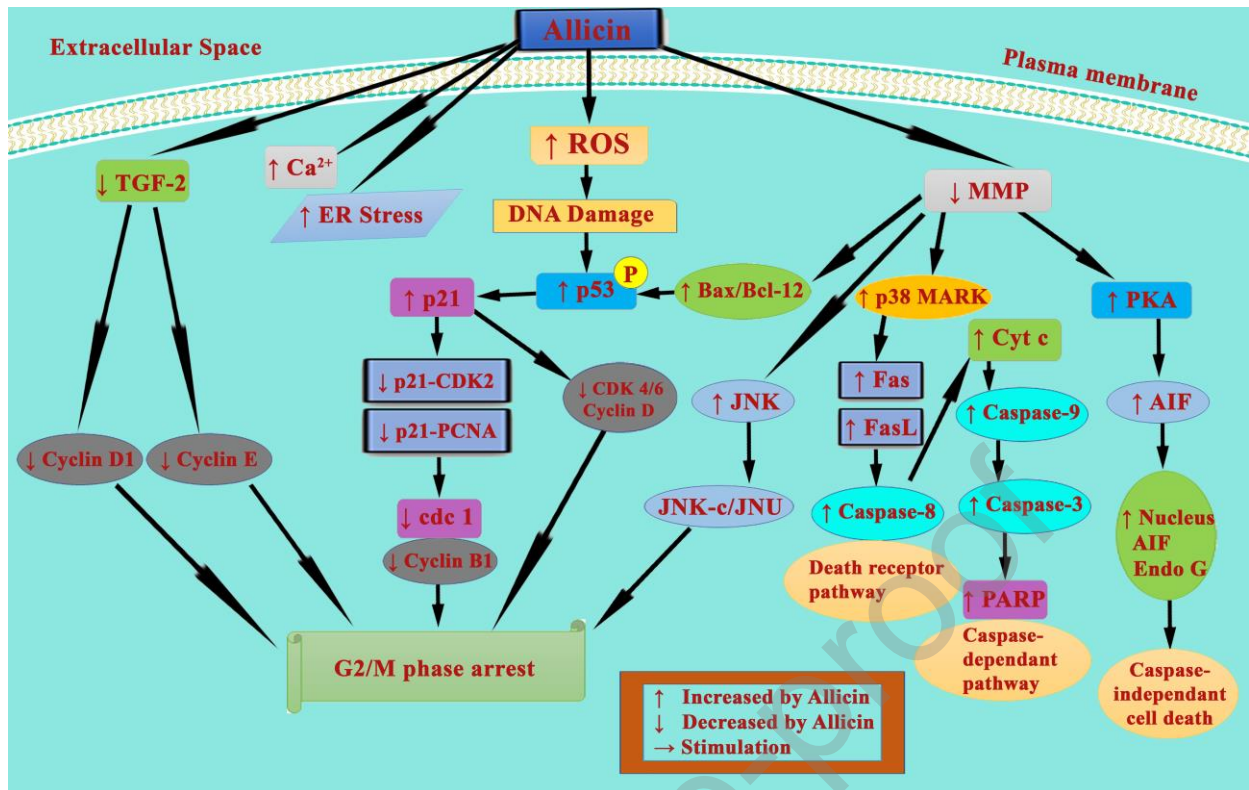 Allicin
Extracellular Space
Plasma membrane
↑ ROS
↑ Ca²⁺
↓ TGF-2
↓ MMP
↑ ER Stress
DNA Damage
P
↑ p53
↑ Bax/Bcl-12
↑ p21
↑ p38 MARK
↑ PKA
↑ Cyt c
↓ p21-CDK2
↓ CDK 4/6
Cyclin D
↑ Fas
↑ JNK
↑ AIF
↑ Caspase-9
↓ p21-PCNA
↑ FasL
↓ Cyclin D1
↓ Cyclin E
JNK-c/JNU
↑ Caspase-8
↑ Caspase-3
↓ cdc 1
↓ Cyclin B1
↑ Nucleus
AIF
Endo G
Death receptor
pathway
↑ PARP
Caspase-
dependant
pathway
G2/M phase arrest
Caspase-
independant
cell death
↑ Increased by Allicin
↓ Decreased by Allicin
→ Stimulation
e-proof